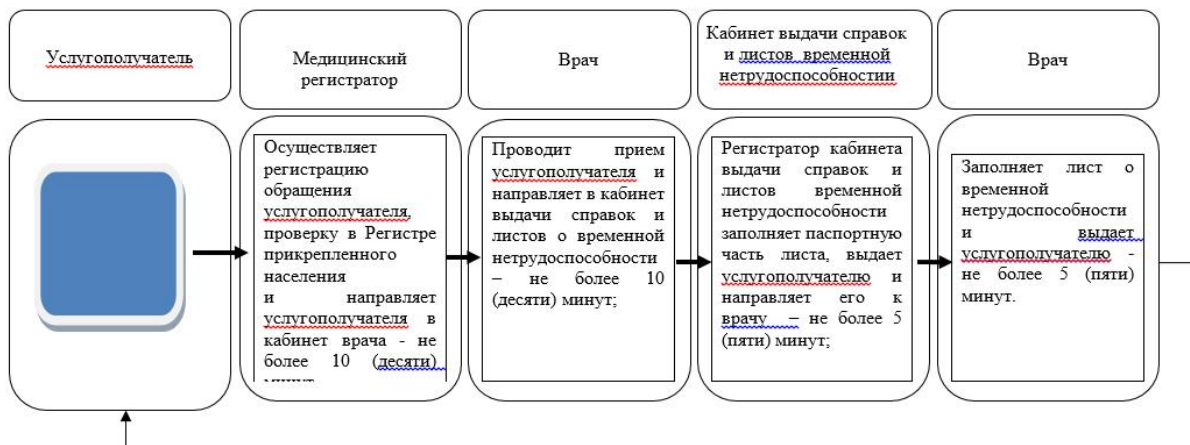 Услугополучатель
Медицинский
регистратор
Врач
Кабинет выдачи справок
и листов временной
нетрудоспособностии
Врач
Осуществляет
регистрацию
обращения
услугополучателя,
проверку в Регистре
прикрепленного
населения
и направляет
услугополучателя в
кабинет врача - не
более 10 (десяти)
Проводит прием
услугополучателя и
направляет в кабинет
выдачи справок и
листов о временной
нетрудоспособности
– не более 10
(десяти) минут;
Регистратор кабинета
выдачи справок и
листов временной
нетрудоспособности
заполняет паспортную
часть листа, выдает
услугополучателю и
направляет его к
врачу – не более 5
(пяти) минут;
Заполняет лист о
временной
нетрудоспособности
и выдает
услугополучателю -
не более 5 (пяти)
минут.